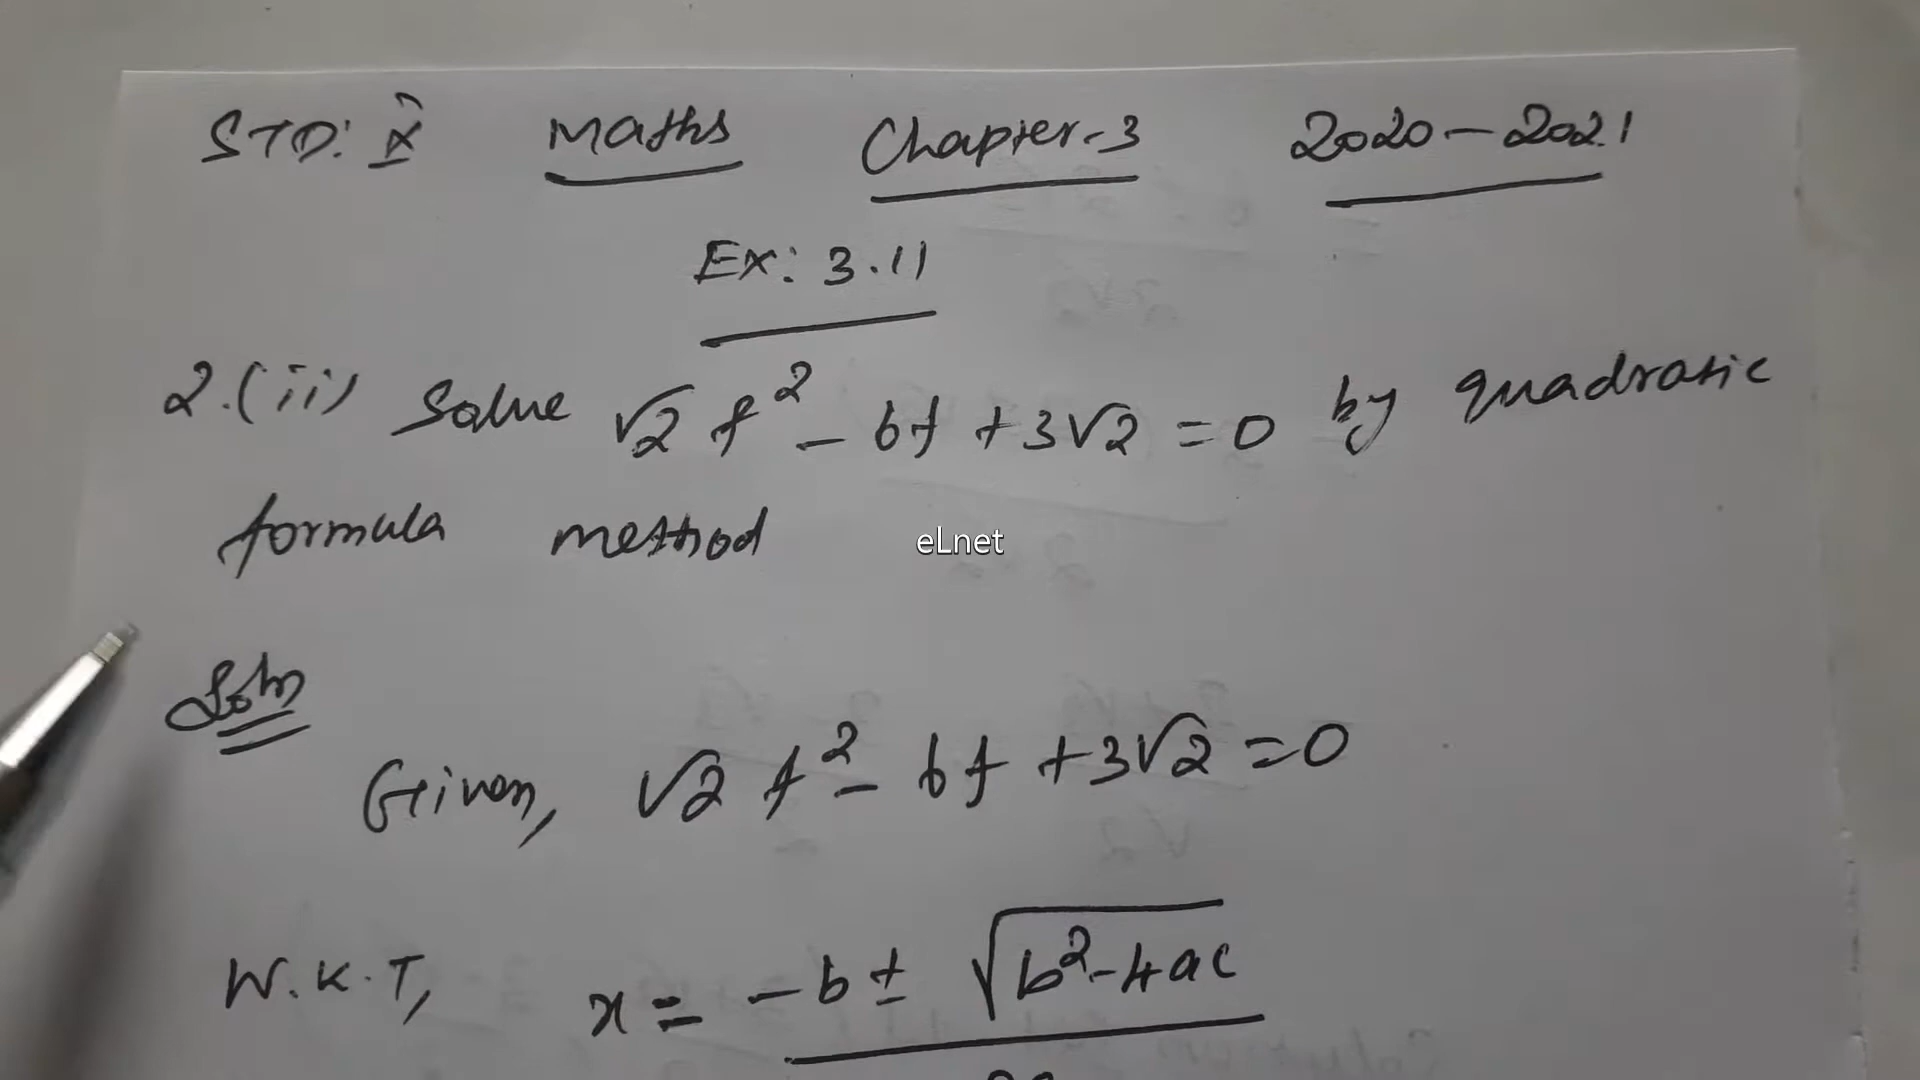 STD: X Maths Chapter-3 2020-2021
Ex: 3.11
2.(ii) Solve √2 f² - 6f + 3√2 = 0 by quadratic
formula method
eLnet
Soln
Given, √2 f² - 6f + 3√2 = 0
W.K.T, x = -b ± √b²-4ac